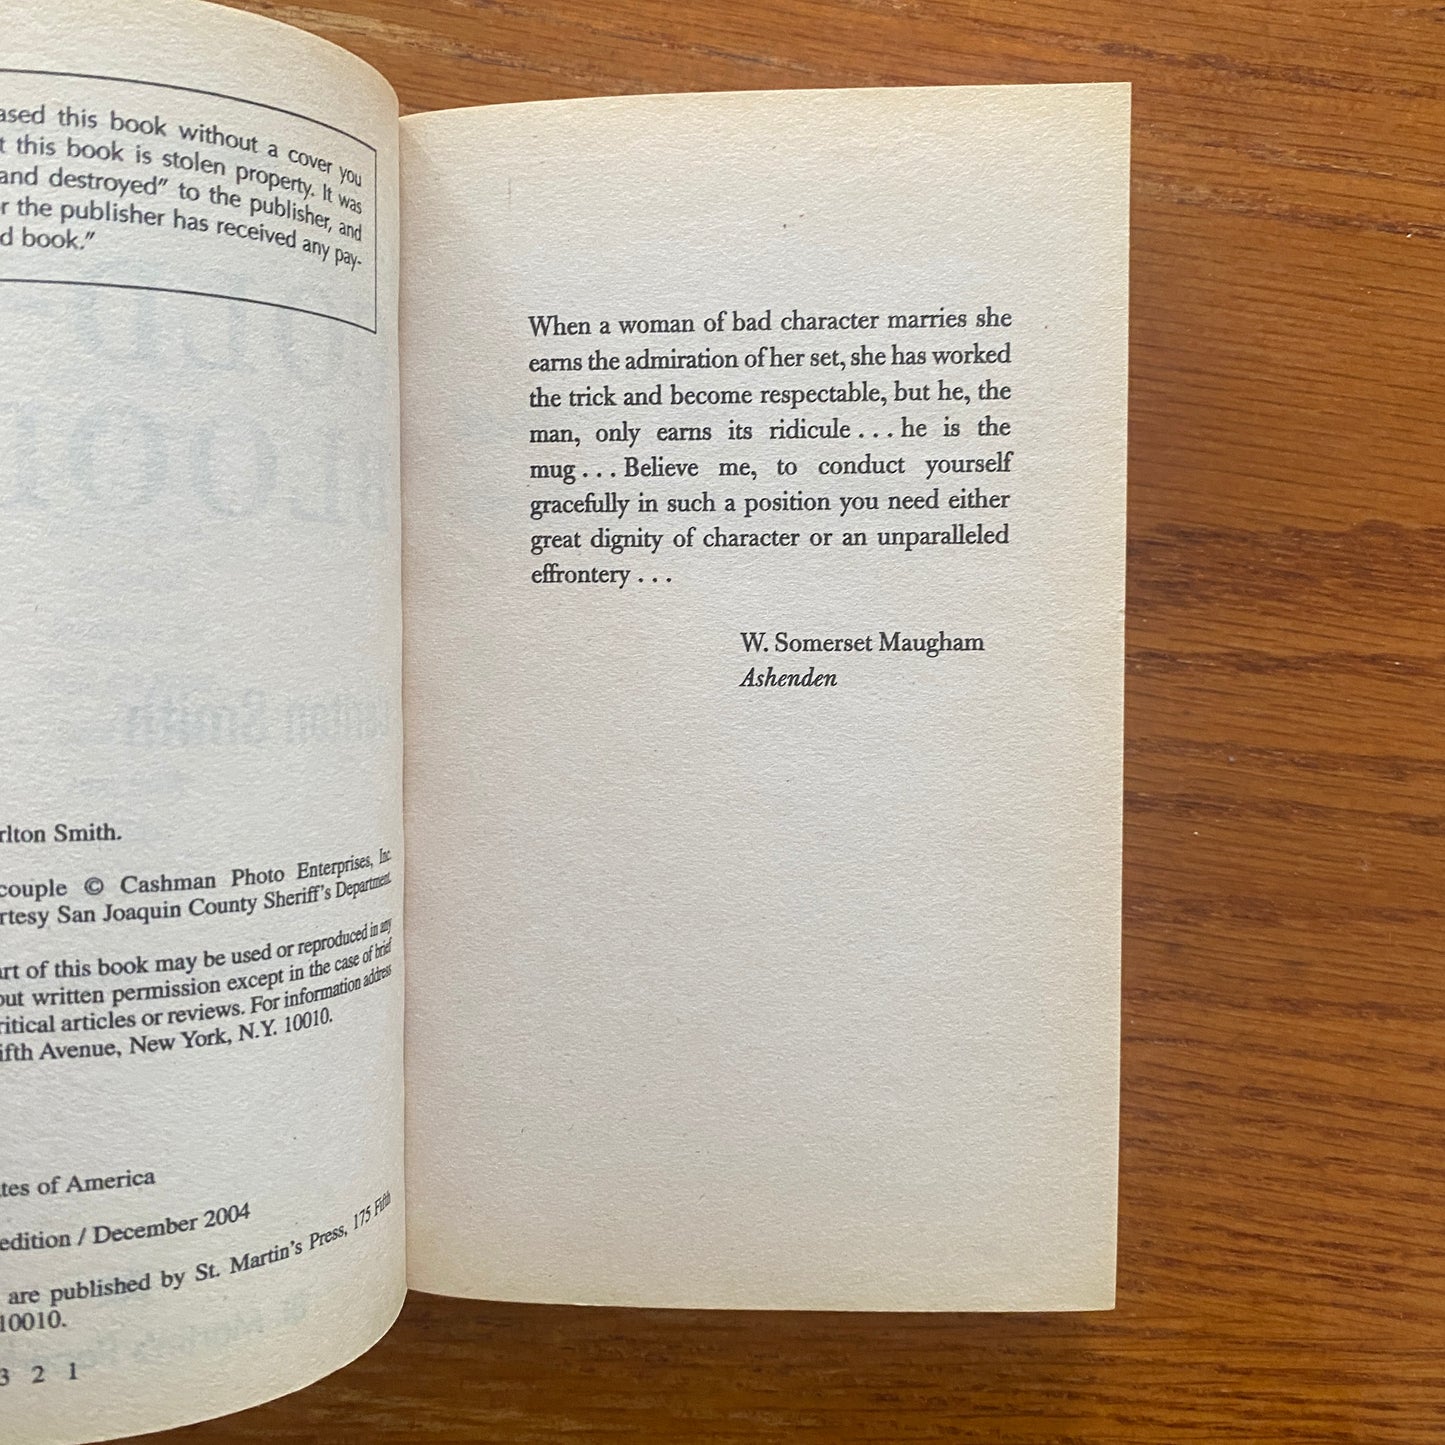 ased this book without a cover you
t this book is stolen property. It was
and destroyed” to the publisher, and
r the publisher has received any pay-
d book.”
rlton Smith.
couple © Cashman Photo Enterprises, Inc.
rtesy San Joaquin County Sheriff’s Department.
art of this book may be used or reproduced in any
out written permission except in the case of brief
ritical articles or reviews. For information address
ifth Avenue, New York, N.Y. 10010.
tes of America
edition / December 2004
are published by St. Martin’s Press, 175 Fifth
10010.
3 2 1
When a woman of bad character marries she
earns the admiration of her set, she has worked
the trick and become respectable, but he, the
man, only earns its ridicule . . . he is the
mug . . . Believe me, to conduct yourself
gracefully in such a position you need either
great dignity of character or an unparalleled
effrontery . . .
W. Somerset Maugham
Ashenden